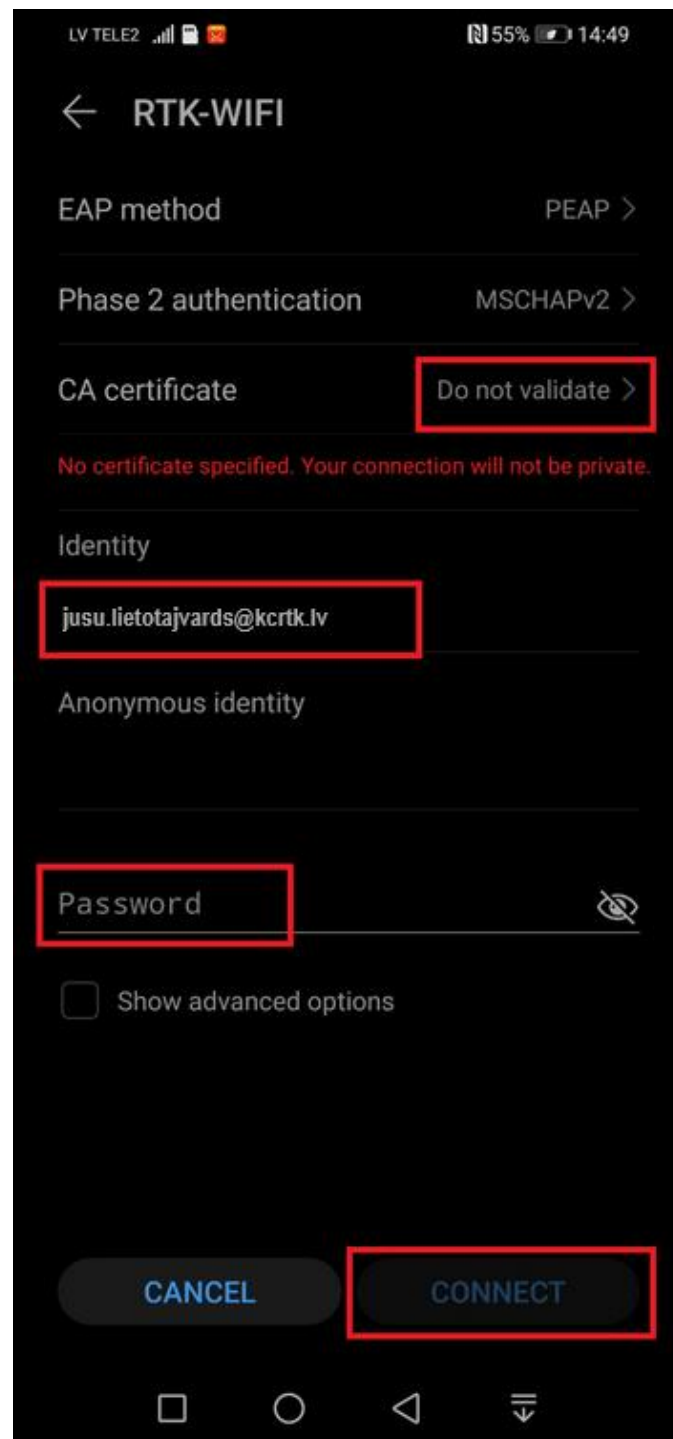 LV TELE2 55% 14:49
RTK-WIFI
EAP method PEAP
Phase 2 authentication MSCHAPv2
CA certificate Do not validate
No certificate specified. Your connection will not be private.
Identity
jusu.lietotajvards@kcrtk.lv
Anonymous identity
Password
Show advanced options
CANCEL CONNECT